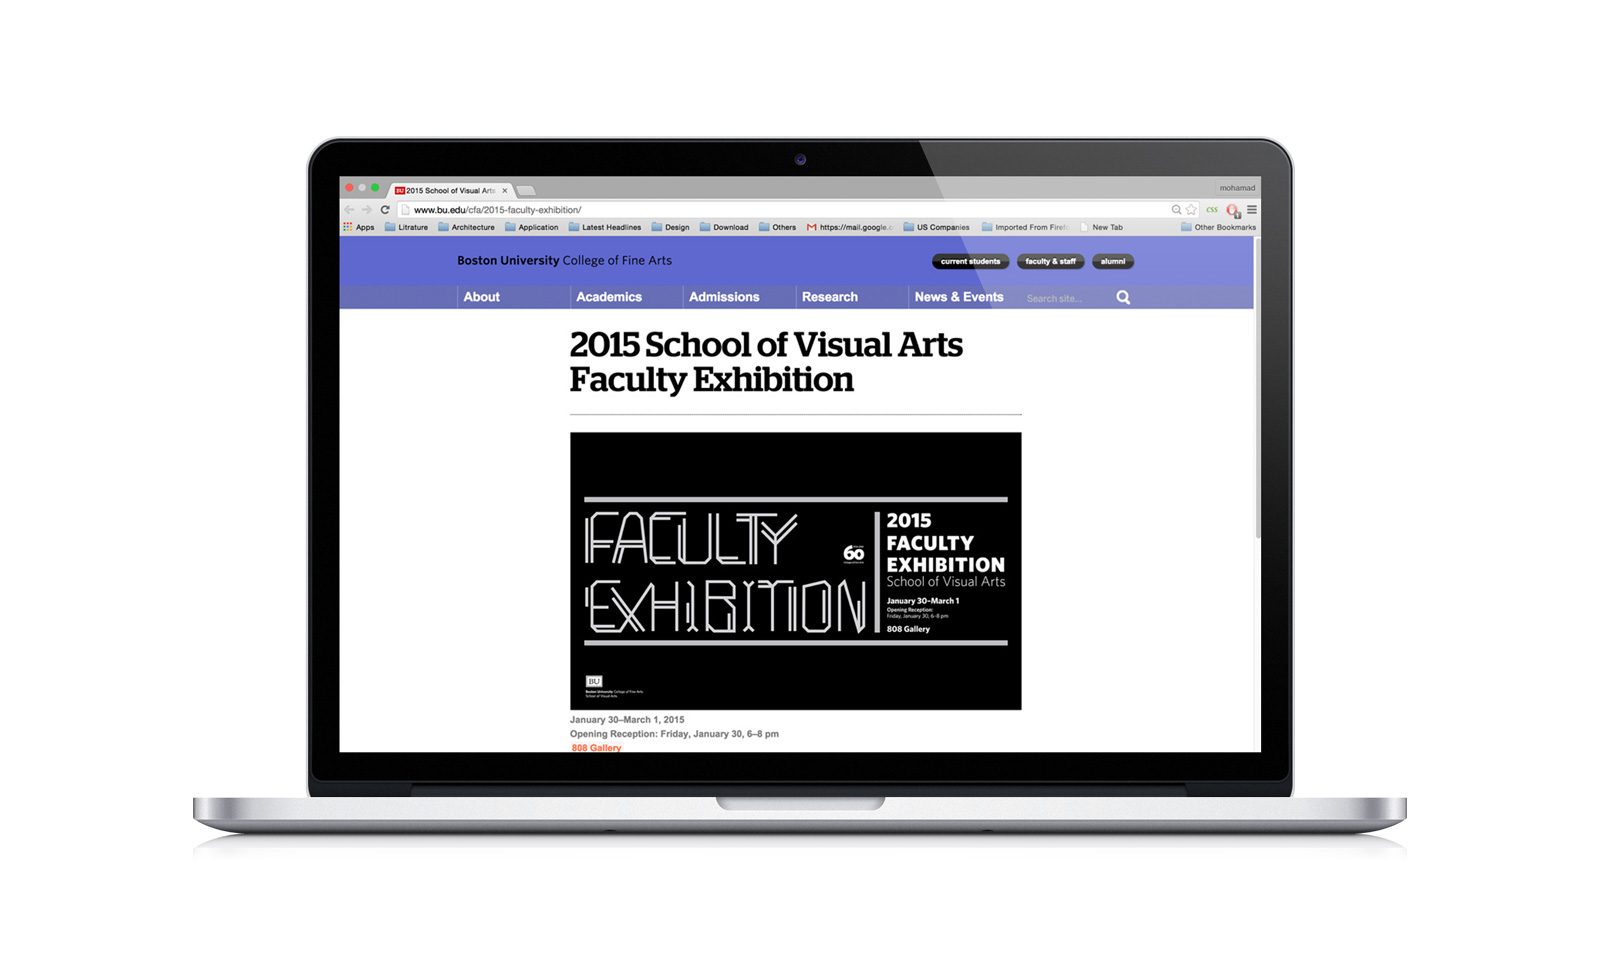 2015 School of Visual Arts
mohamad
www.bu.edu/cfa/2015-faculty-exhibition/
CSS
Apps Litrature Architecture Application Latest Headlines Design Download Others https://mail.google.c US Companies Imported From Firef New Tab Other Bookmarks
Boston University College of Fine Arts
current students faculty & staff alumni
About Academics Admissions Research News & Events Search site...
2015 School of Visual Arts
Faculty Exhibition
FACULTY
EXHIBITION
60
2015
FACULTY
EXHIBITION
School of Visual Arts
January 30–March 1
Opening Reception:
Friday, January 30, 6–8 pm
808 Gallery
BU
Boston University College of Fine Arts
School of Visual Arts
January 30–March 1, 2015
Opening Reception: Friday, January 30, 6–8 pm
808 Gallery